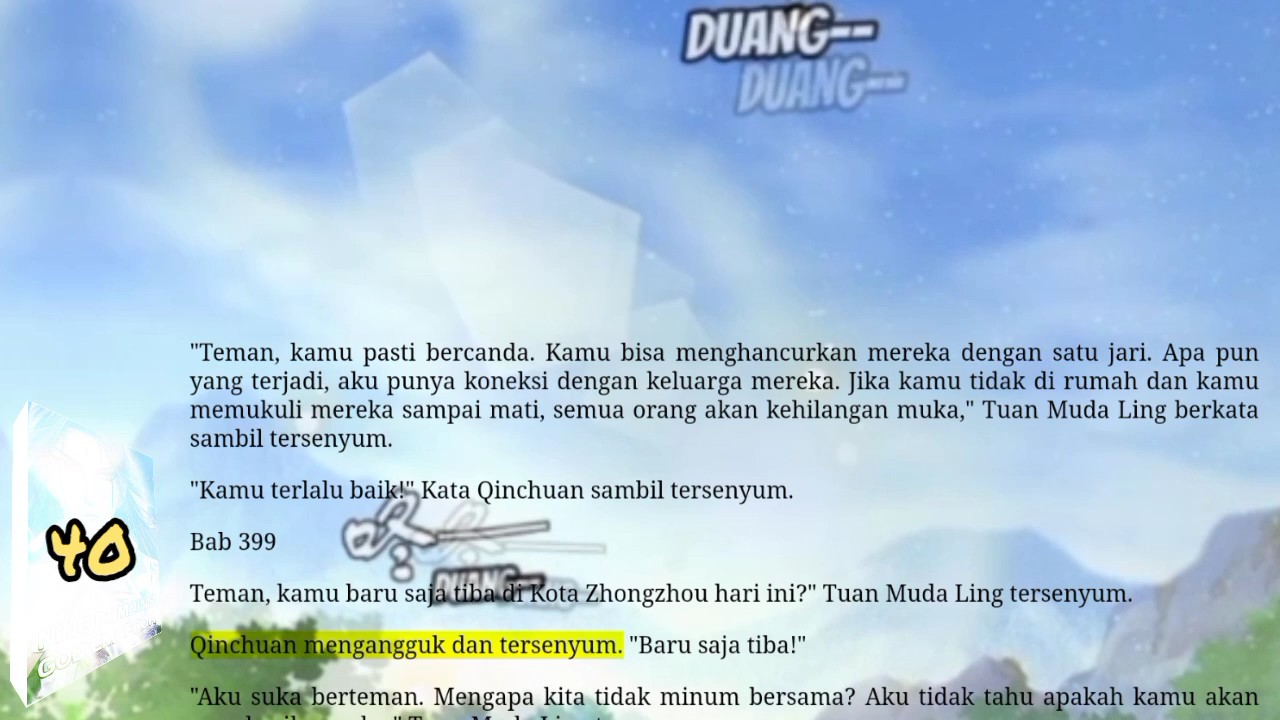 DUANG--
DUANG--
"Teman, kamu pasti bercanda. Kamu bisa menghancurkan mereka dengan satu jari. Apa pun
yang terjadi, aku punya koneksi dengan keluarga mereka. Jika kamu tidak di rumah dan kamu
memukuli mereka sampai mati, semua orang akan kehilangan muka," Tuan Muda Ling berkata
sambil tersenyum.
"Kamu terlalu baik!" Kata Qinchuan sambil tersenyum.
Bab 399
DUANG--
Teman, kamu baru saja tiba di Kota Zhongzhou hari ini?" Tuan Muda Ling tersenyum.
40
Qinchuan mengangguk dan tersenyum. "Baru saja tiba!"
"Aku suka berteman. Mengapa kita tidak minum bersama? Aku tidak tahu apakah kamu akan